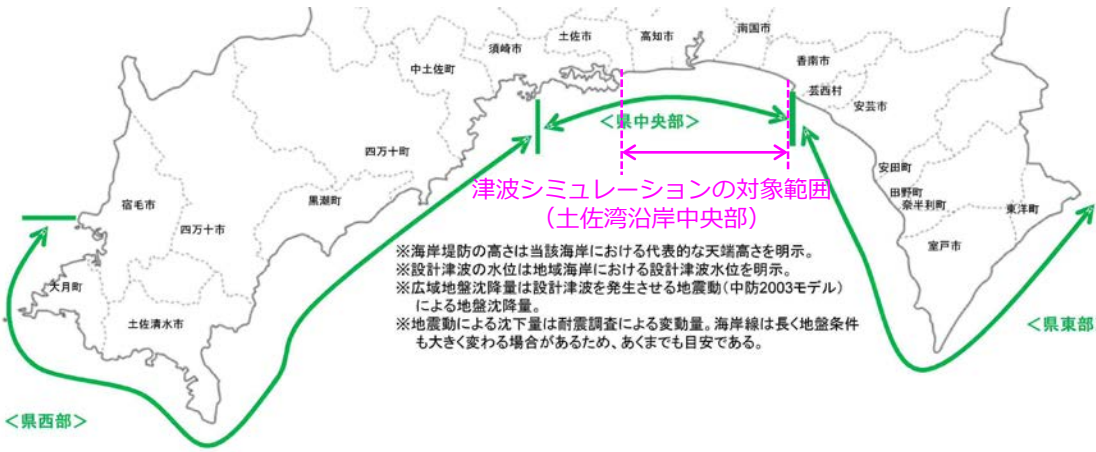 南国市
土佐市
高知市
須崎市
香南市
中土佐町
芸西村
安芸市
<県中央部>
四万十町
安田町
津波シミュレーションの対象範囲
(土佐湾沿岸中央部)
田野町
奈半利町
黒潮町
宿毛市
東洋町
四万十市
室戸市
※海岸堤防の高さは当該海岸における代表的な天端高さを明示。
※設計津波の水位は地域海岸における設計津波水位を明示。
※広域地盤沈降量は設計津波を発生させる地震動(中防2003モデル)
による地盤沈降量。
※地震動による沈下量は耐震調査による変動量。海岸線は長く地盤条件
も大きく変わる場合があるため、あくまでも目安である。
大月町
土佐清水市
<県東部
<県西部>